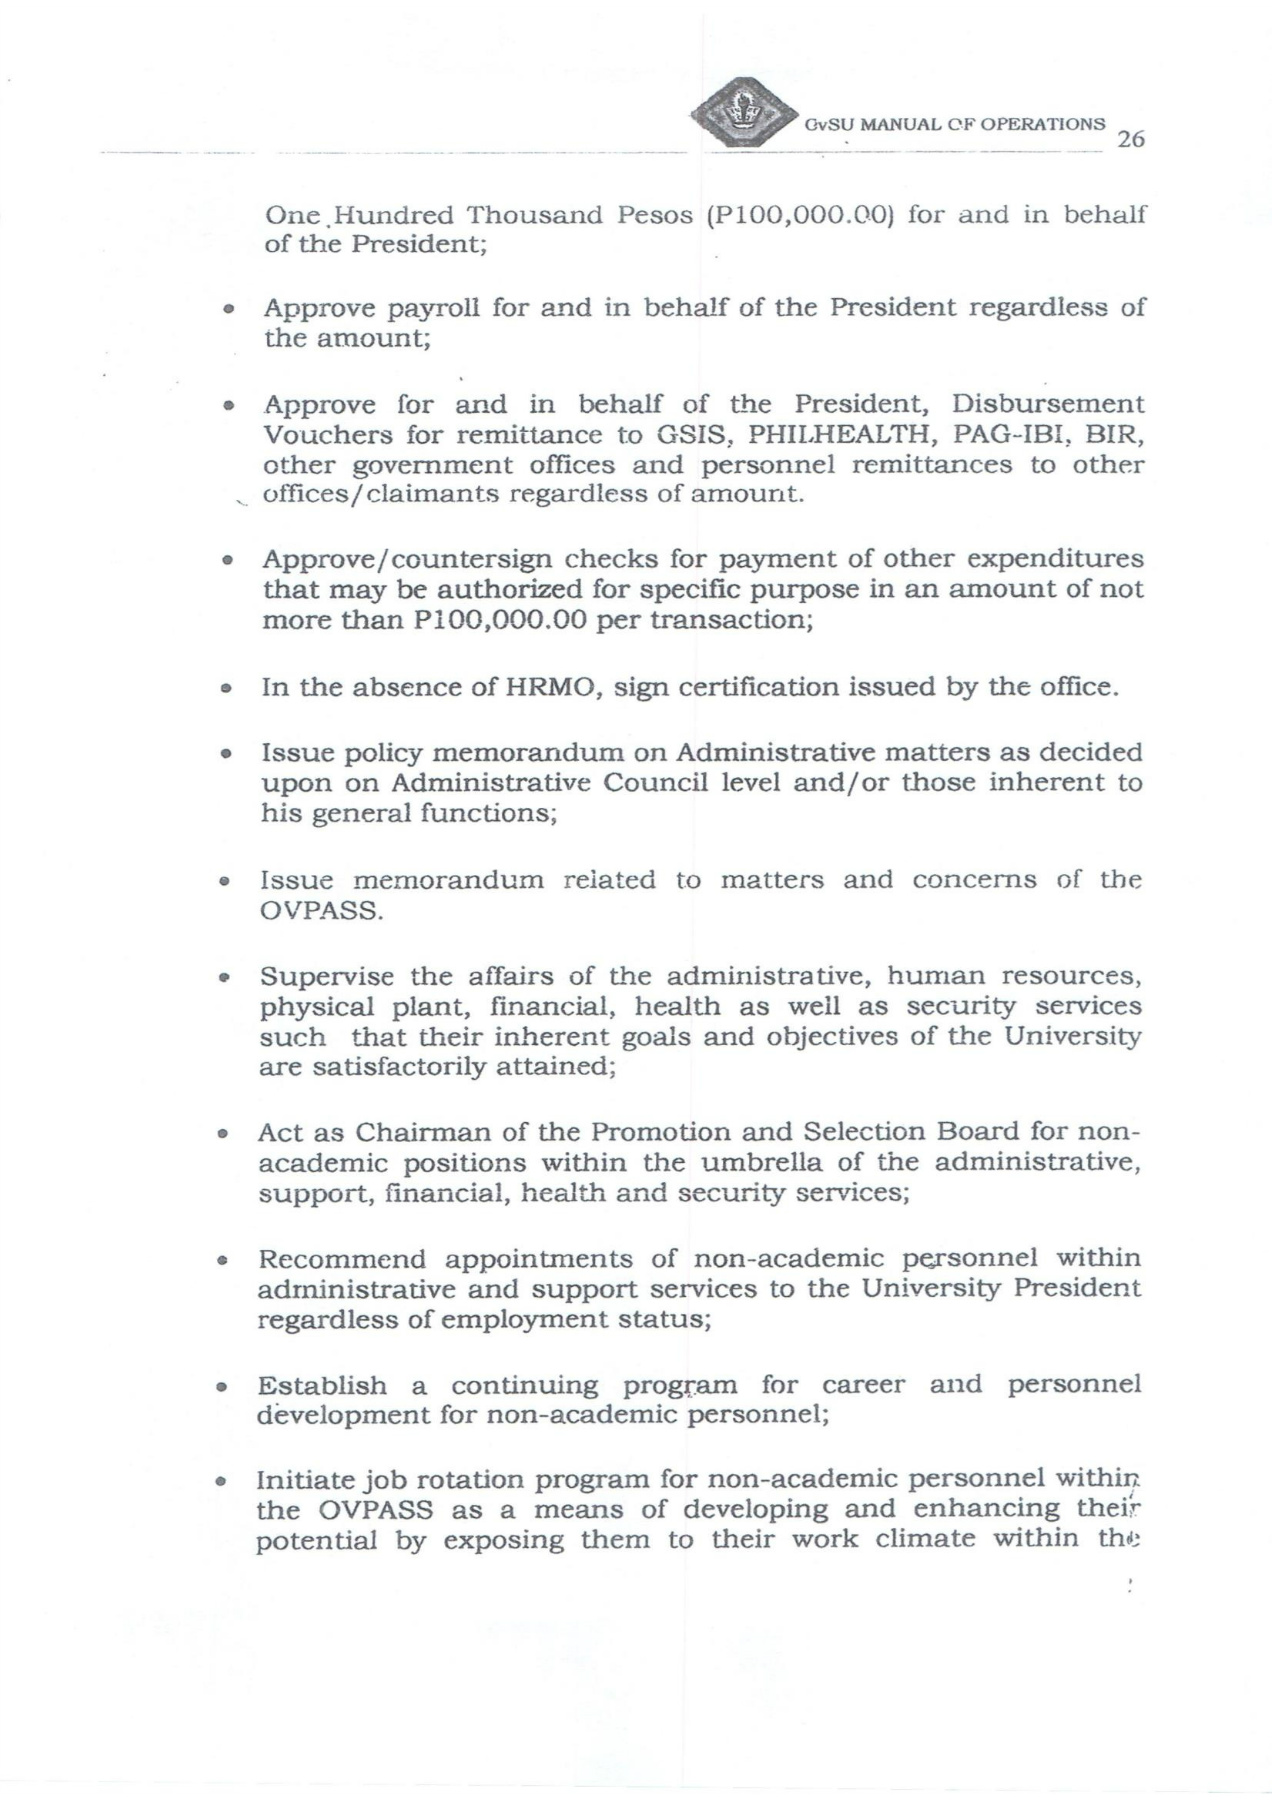 GvSU MANUAL OF OPERATIONS
26
One Hundred Thousand Pesos (P100,000.00) for and in behalf
of the President;
• Approve payroll for and in behalf of the President regardless of
the amount;
• Approve for and in behalf of the President, Disbursement
Vouchers for remittance to GSIS, PHILHEALTH, PAG-IBI, BIR,
other government offices and personnel remittances to other
offices/claimants regardless of amount.
• Approve/countersign checks for payment of other expenditures
that may be authorized for specific purpose in an amount of not
more than P100,000.00 per transaction;
• In the absence of HRMO, sign certification issued by the office.
• Issue policy memorandum on Administrative matters as decided
upon on Administrative Council level and/or those inherent to
his general functions;
• Issue memorandum related to matters and concerns of the
OVPASS.
• Supervise the affairs of the administrative, human resources,
physical plant, financial, health as well as security services
such that their inherent goals and objectives of the University
are satisfactorily attained;
• Act as Chairman of the Promotion and Selection Board for non-
academic positions within the umbrella of the administrative,
support, financial, health and security services;
• Recommend appointments of non-academic personnel within
administrative and support services to the University President
regardless of employment status;
• Establish a continuing program for career and personnel
development for non-academic personnel;
• Initiate job rotation program for non-academic personnel within
the OVPASS as a means of developing and enhancing their
potential by exposing them to their work climate within the